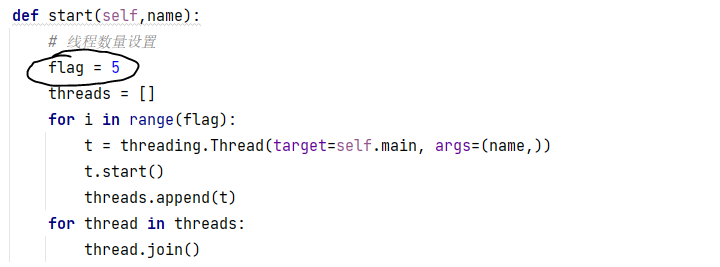 def start(self,name):
# 线程数量设置
flag = 5
threads = []
for i in range(flag):
t = threading.Thread(target=self.main, args=(name,))
t.start()
threads.append(t)
for thread in threads:
thread.join()